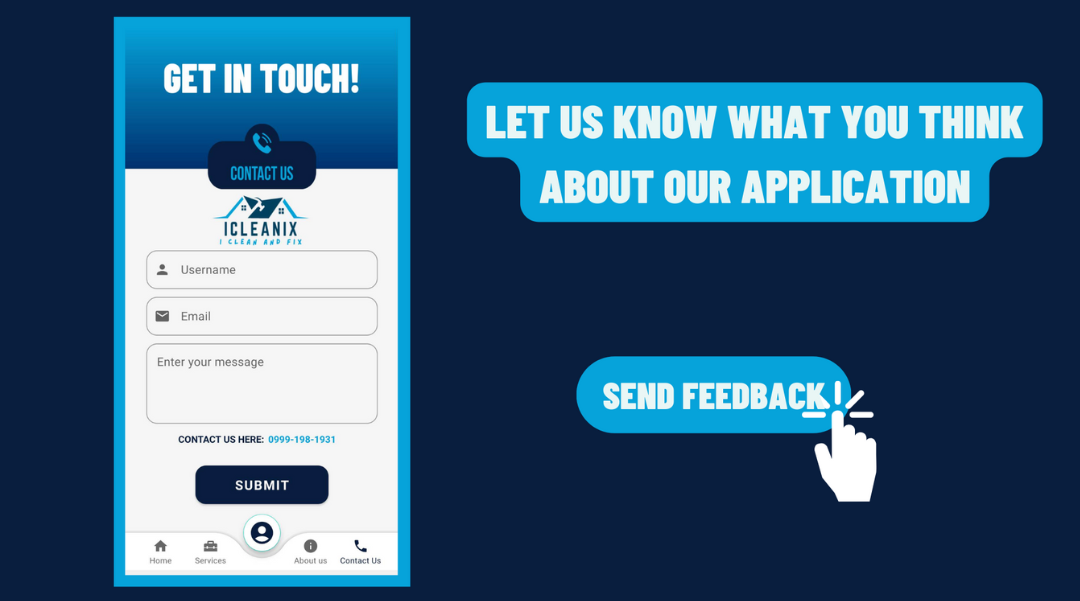 GET IN TOUCH!
CONTACT US
ICLEANIX
I CLEAN AND FIX
Username
Email
Enter your message
CONTACT US HERE: 0999-198-1931
SUBMIT
Home
Services
About us
Contact Us
LET US KNOW WHAT YOU THINK
ABOUT OUR APPLICATION
SEND FEEDBACK